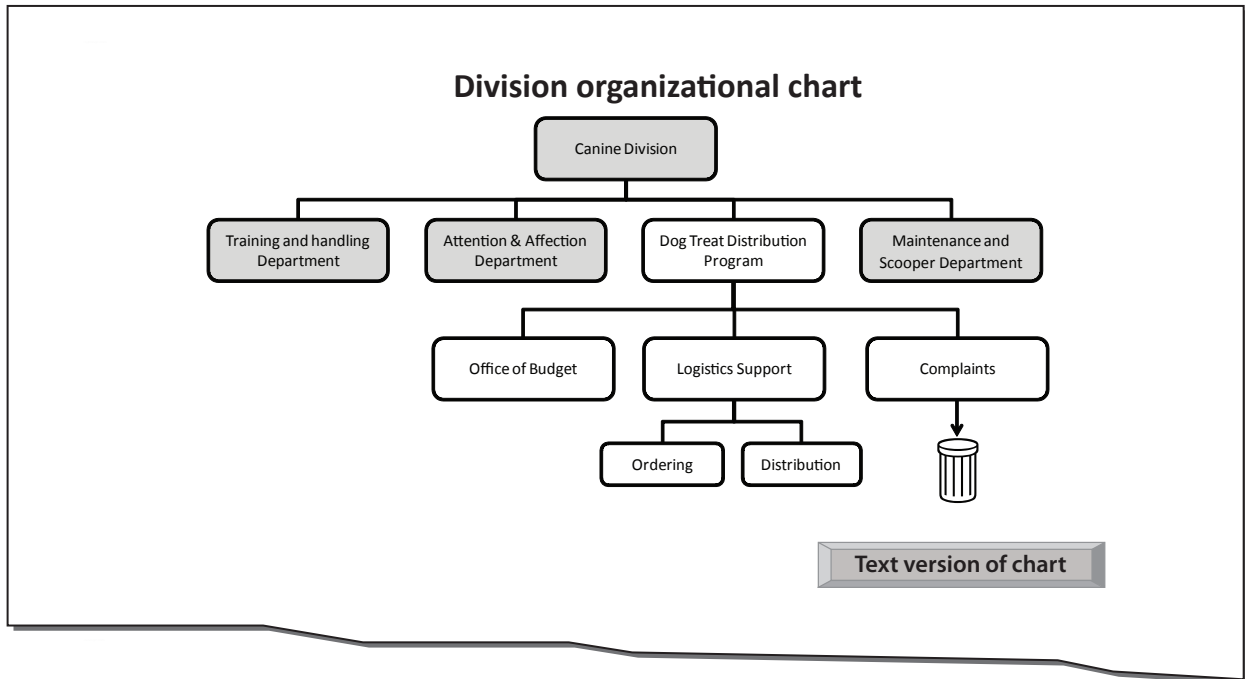 Division organizational chart
Canine Division
Training and handling
Department
Attention & Affection
Department
Dog Treat Distribution
Program
Maintenance and
Scooper Department
Office of Budget
Logistics Support
Complaints
Ordering
Distribution
Text version of chart